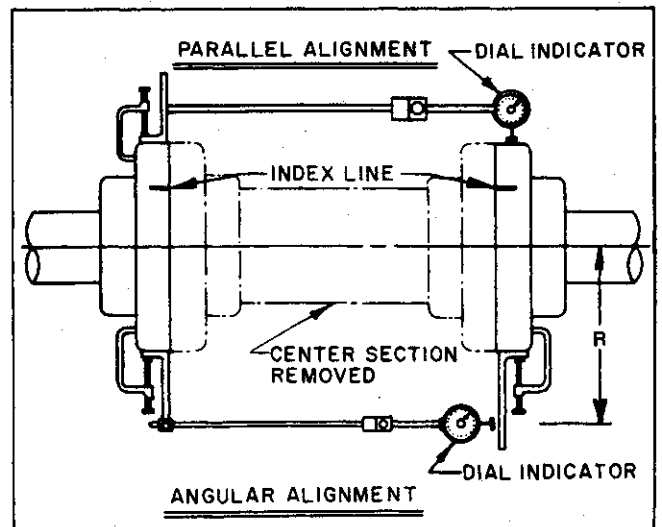 PARALLEL ALIGNMENT
DIAL INDICATOR
INDEX LINE
R
CENTER SECTION
REMOVED
DIAL INDICATOR
ANGULAR ALIGNMENT